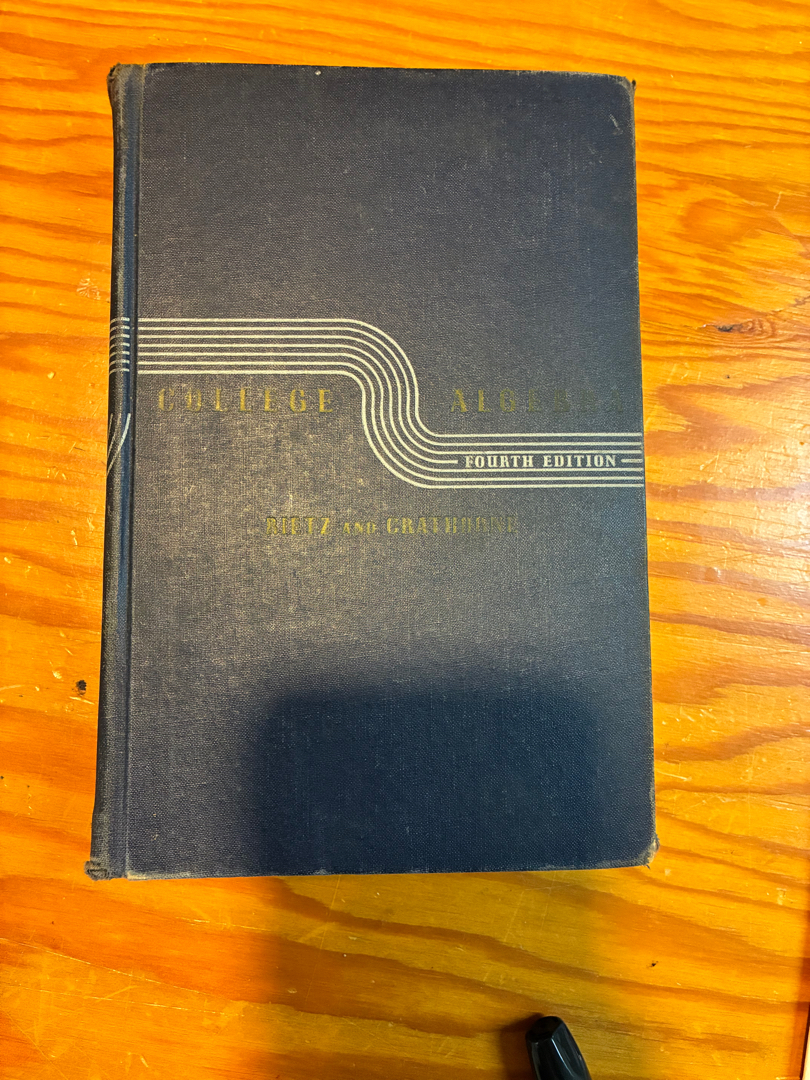 COLLEGE ALGEBRA
FOURTH EDITION
RIETZ AND CRATHORNE